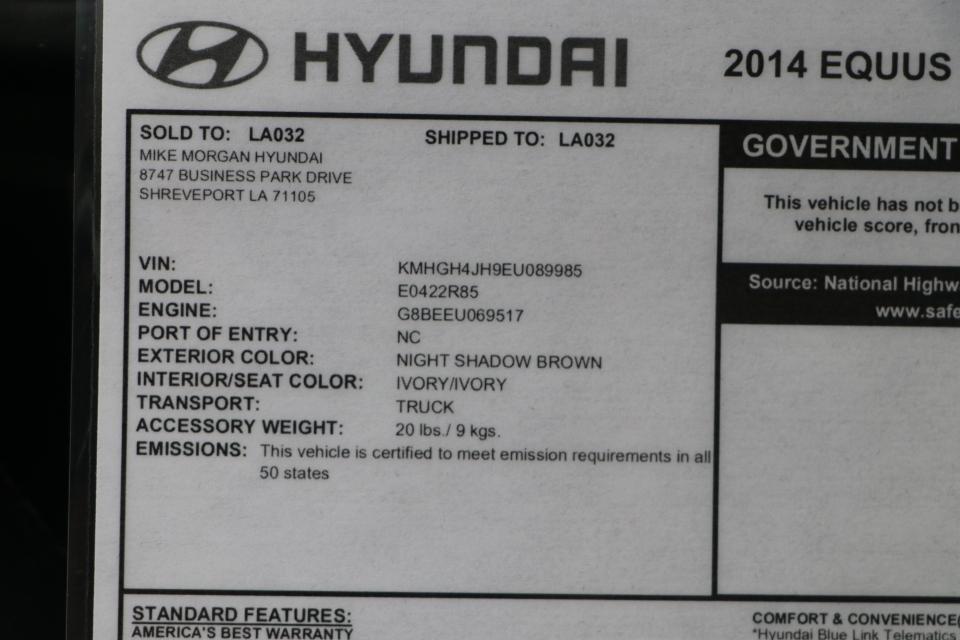 HYUNDAI
2014 EQUUS
SOLD TO: LA032
SHIPPED TO: LA032
MIKE MORGAN HYUNDAI
8747 BUSINESS PARK DRIVE
SHREVEPORT LA 71105
VIN: KMHGH4JH9EU089985
MODEL: E0422R85
ENGINE: G8BEEU069517
PORT OF ENTRY: NC
EXTERIOR COLOR: NIGHT SHADOW BROWN
INTERIOR/SEAT COLOR: IVORY/IVORY
TRANSPORT: TRUCK
ACCESSORY WEIGHT: 20 lbs./ 9 kgs.
EMISSIONS: This vehicle is certified to meet emission requirements in all
50 states
GOVERNMENT
This vehicle has not b
vehicle score, fron
Source: National Highw
www.safe
STANDARD FEATURES:
AMERICA'S BEST WARRANTY
COMFORT & CONVENIENCE(
*Hyundai Blue Link Telematics